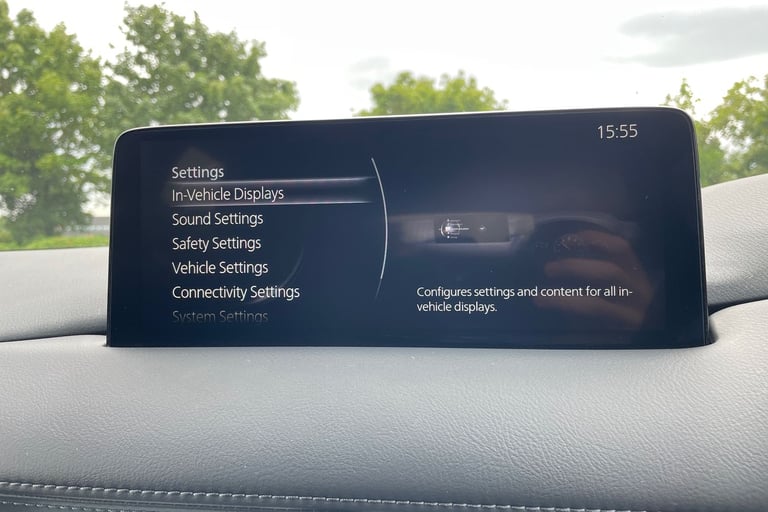 15:55
Settings
In-Vehicle Displays
Sound Settings
Safety Settings
Vehicle Settings
Connectivity Settings
System Settings
Configures settings and content for all in-
vehicle displays.